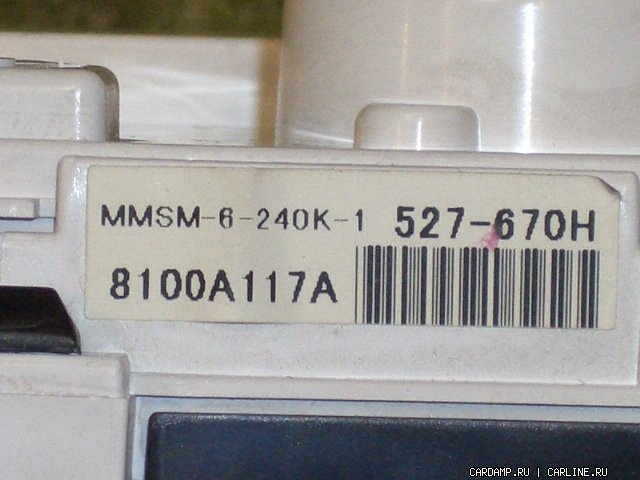 MMSM-6-240K-1 527-670H
8100A117A
CARDAMP.RU | CARLINE.RU